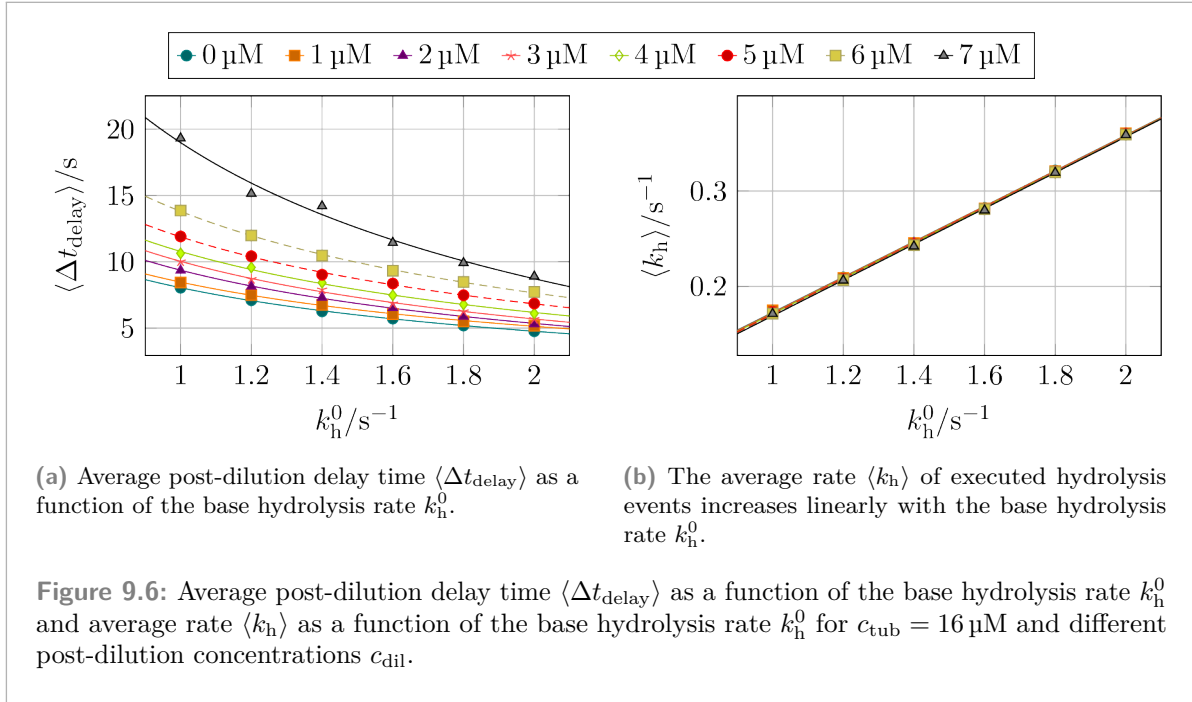 0 µM 1 µM 2 µM 3 µM 4 µM 5 µM 6 µM 7 µM
20
15
10
5
1 1.2 1.4 1.6 1.8 2
⟨Δt_delay⟩/s
k_h^0/s^−1
0.3
0.2
1 1.2 1.4 1.6 1.8 2
⟨k_h⟩/s^−1
k_h^0/s^−1
(a) Average post-dilution delay time ⟨Δt_delay⟩ as a
function of the base hydrolysis rate k_h^0.
(b) The average rate ⟨k_h⟩ of executed hydrolysis
events increases linearly with the base hydrolysis
rate k_h^0.
Figure 9.6: Average post-dilution delay time ⟨Δt_delay⟩ as a function of the base hydrolysis rate k_h^0
and average rate ⟨k_h⟩ as a function of the base hydrolysis rate k_h^0 for c_tub = 16 µM and different
post-dilution concentrations c_dil.